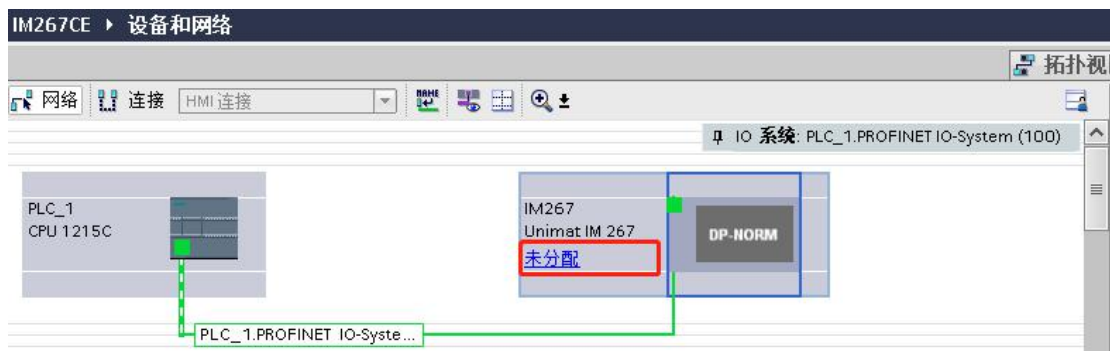 IM267CE ▸ 设备和网络
拓扑视
网络 连接 HMI 连接 NAME ±
IO 系统: PLC_1.PROFINET IO-System (100)
PLC_1
CPU 1215C
IM267
Unimat IM 267
未分配
DP-NORM
PLC_1.PROFINET IO-Syste...